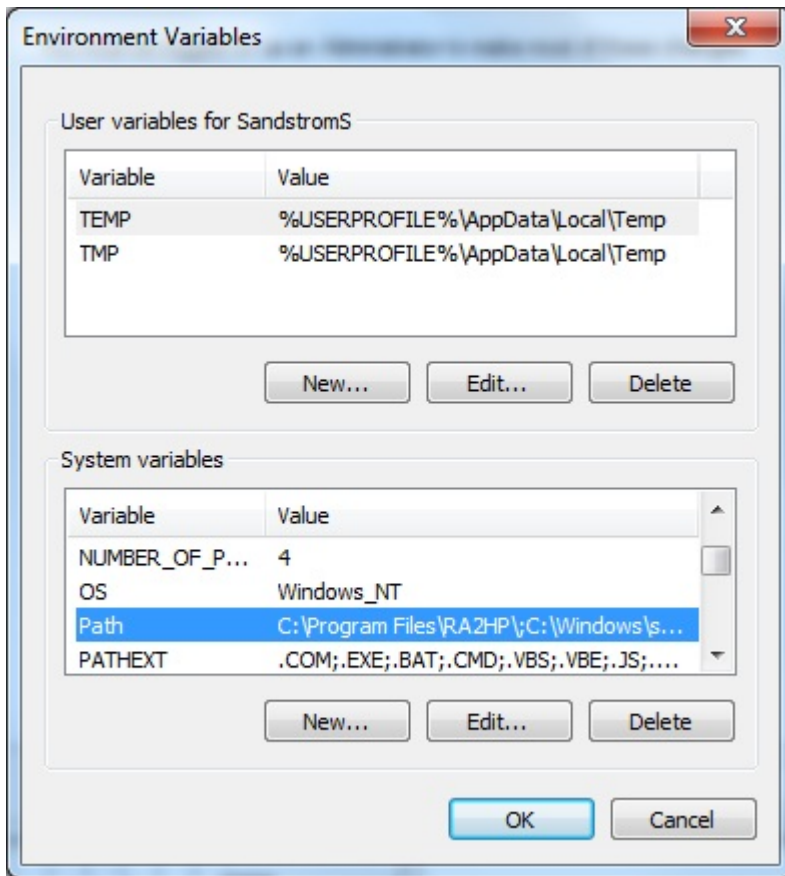 Environment Variables
User variables for SandstromS
Variable Value
TEMP %USERPROFILE%\AppData\Local\Temp
TMP %USERPROFILE%\AppData\Local\Temp
New... Edit... Delete
System variables
Variable Value
NUMBER_OF_P... 4
OS Windows_NT
Path C:\Program Files\RA2HP\;C:\Windows\s...
PATHEXT .COM;.EXE;.BAT;.CMD;.VBS;.VBE;.JS;....
New... Edit... Delete
OK Cancel